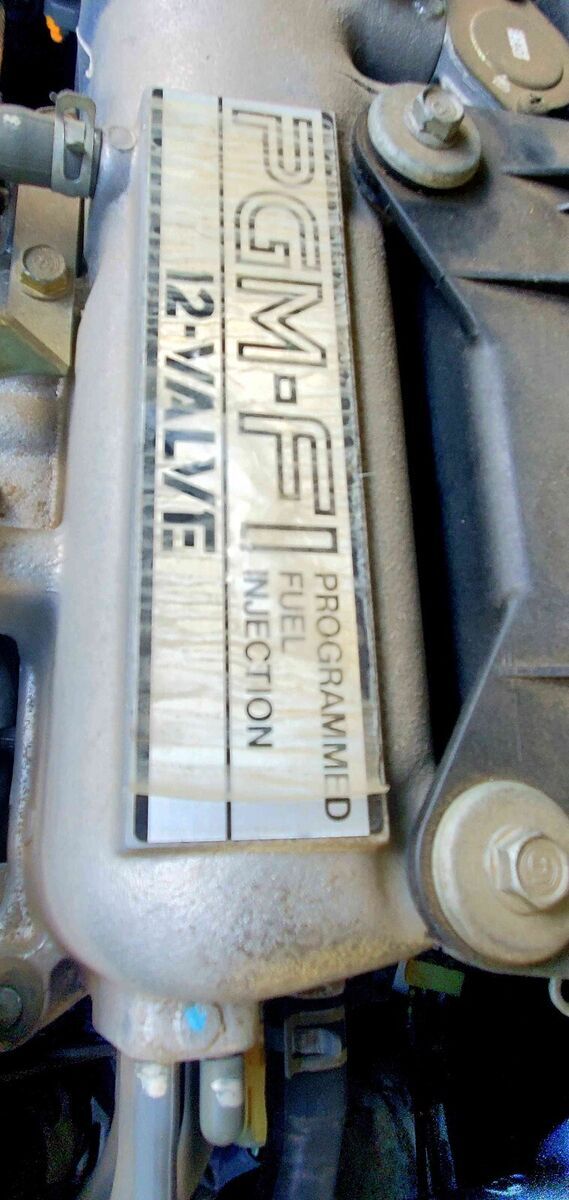 PGM-FI PROGRAMMED
FUEL
INJECTION
12-VALVE